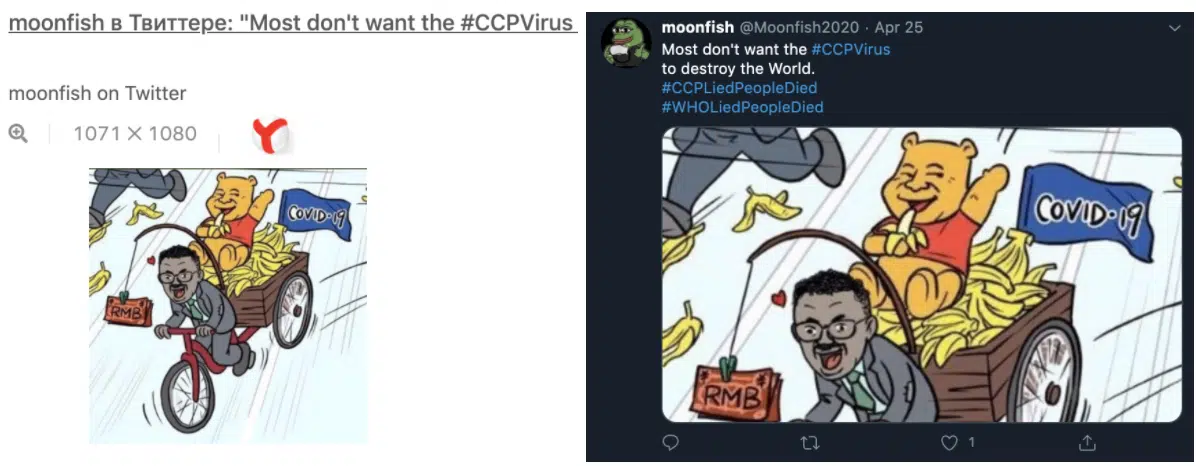 moonfish в Твиттере: "Most don't want the #CCPVirus
moonfish on Twitter
1071 × 1080
COVID-19
RMB
moonfish @Moonfish2020 · Apr 25
Most don't want the #CCPVirus
to destroy the World.
#CCPLiedPeopleDied
#WHOLiedPeopleDied
COVID-19
RMB
1